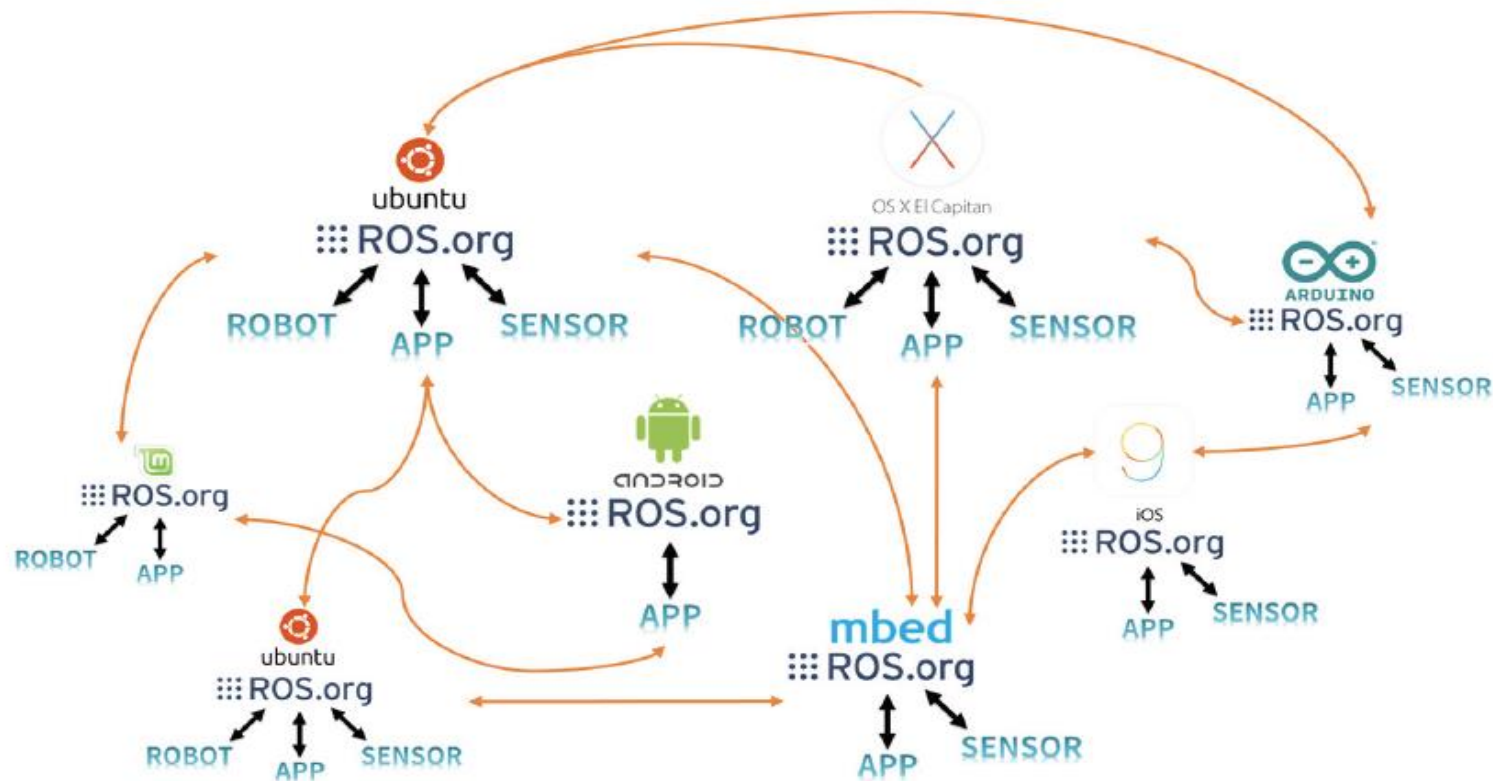 ubuntu
ROS.org
ROBOT
APP
SENSOR
OS X El Capitan
ROS.org
ROBOT
APP
SENSOR
ARDUINO
ROS.org
APP
SENSOR
ROS.org
ROBOT
APP
ANDROID
ROS.org
APP
9
iOS
ROS.org
APP
SENSOR
ubuntu
ROS.org
ROBOT
APP
SENSOR
mbed
ROS.org
APP
SENSOR